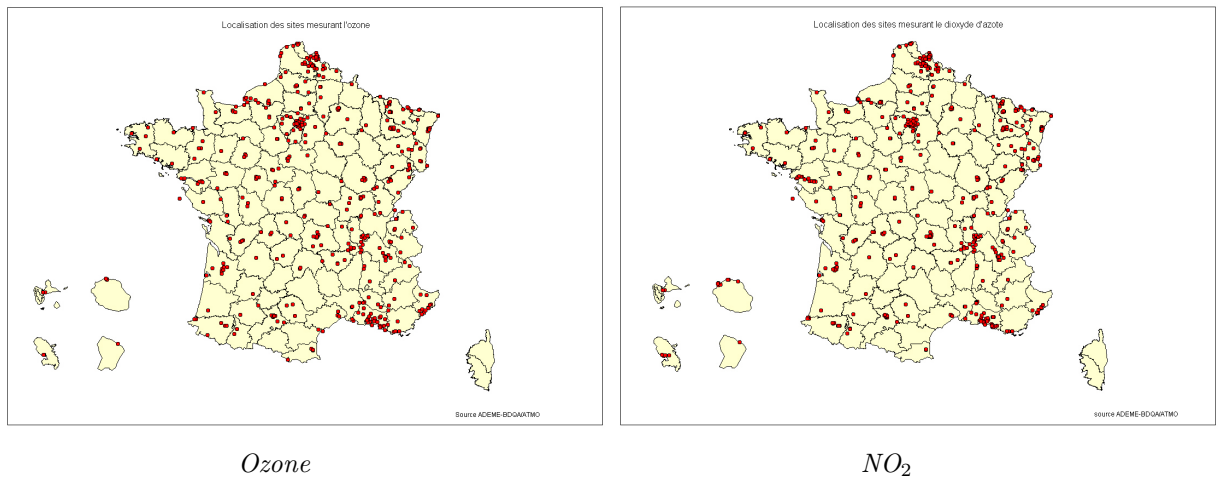 Localisation des sites mesurant l'ozone
Localisation des sites mesurant le dioxyde d'azote
Source ADEME-BDQA/ATMO
source ADEME-BDQA/ATMO
Ozone
NO₂